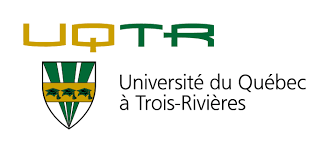 UQTR
Université du Québec
à Trois-Rivières